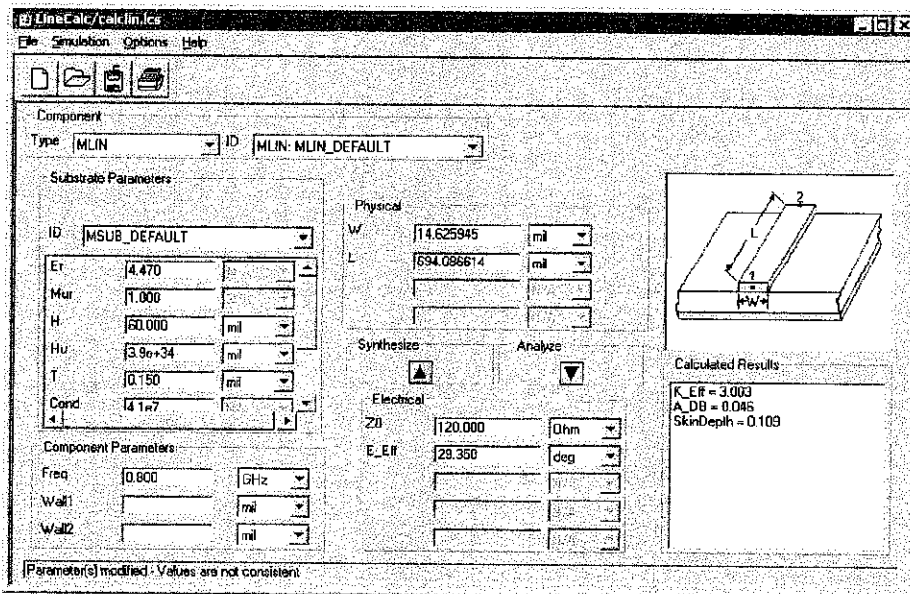 LineCalc/calclin.lcs
File Simulation Options Help
Component
Type MLIN ID MLIN: MLIN_DEFAULT
Substrate Parameters
ID MSUB_DEFAULT
Er 4.470
Mur 1.000
H 60.000 mil
Hu 3.9e+34 mil
T 0.150 mil
Cond 4.1e7
Component Parameters
Freq 0.800 GHz
Wall1 mil
Wall2 mil
Physical
W 14.625945 mil
L 694.086614 mil
Synthesize Analyze
Electrical
Z0 120.000 Ohm
E_Eff 29.350 deg
2
L
1
W
Calculated Results
K_Eff = 3.003
A_DB = 0.046
SkinDepth = 0.109
Parameter(s) modified - Values are not consistent